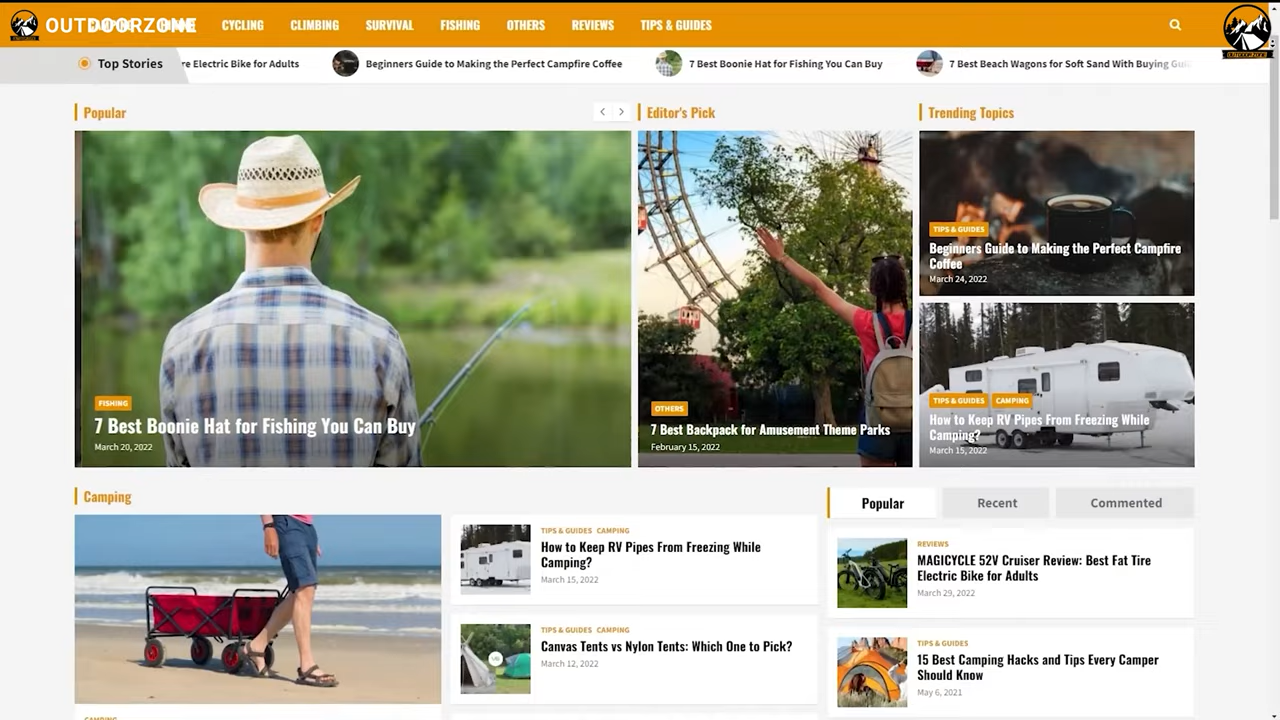 OUTDOORZONE
CYCLING
CLIMBING
SURVIVAL
FISHING
OTHERS
REVIEWS
TIPS & GUIDES
Top Stories
re Electric Bike for Adults
Beginners Guide to Making the Perfect Campfire Coffee
7 Best Boonie Hat for Fishing You Can Buy
7 Best Beach Wagons for Soft Sand With Buying
Popular
Editor's Pick
Trending Topics
FISHING
7 Best Boonie Hat for Fishing You Can Buy
March 20, 2022
OTHERS
7 Best Backpack for Amusement Theme Parks
February 15, 2022
TIPS & GUIDES
Beginners Guide to Making the Perfect Campfire
Coffee
March 24, 2022
TIPS & GUIDES CAMPING
How to Keep RV Pipes From Freezing While
Camping?
March 15, 2022
Camping
TIPS & GUIDES CAMPING
How to Keep RV Pipes From Freezing While
Camping?
March 15, 2022
TIPS & GUIDES CAMPING
Canvas Tents vs Nylon Tents: Which One to Pick?
March 12, 2022
Popular
Recent
Commented
REVIEWS
MAGICYCLE 52V Cruiser Review: Best Fat Tire
Electric Bike for Adults
March 29, 2022
TIPS & GUIDES
15 Best Camping Hacks and Tips Every Camper
Should Know
May 6, 2021